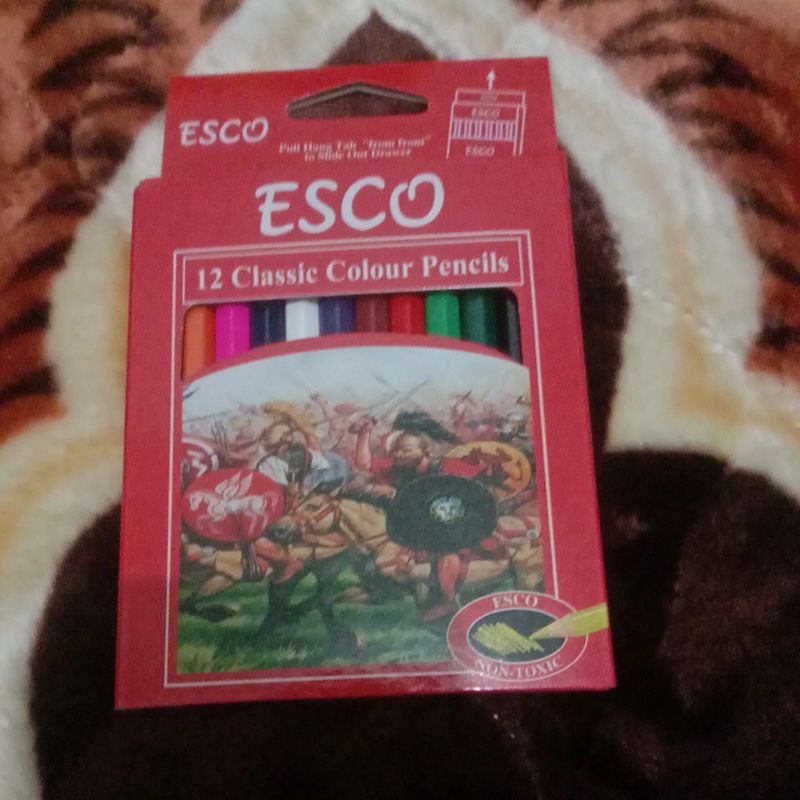 ESCO
Pull Hang Tab "from front"
to Slide Out Drawer
ESCO
ESCO
ESCO
12 Classic Colour Pencils
ESCO
NON-TOXIC